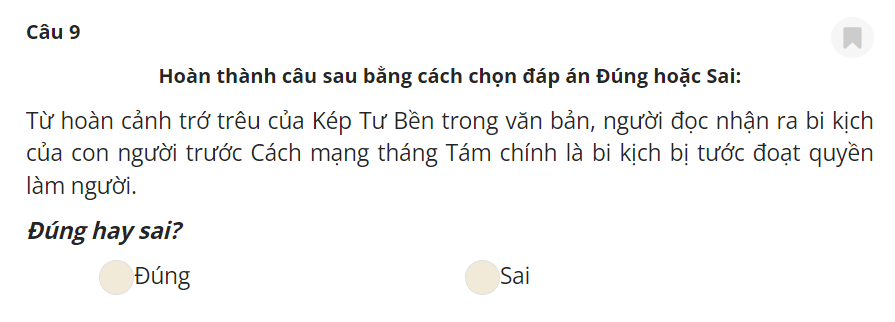 Câu 9
Hoàn thành câu sau bằng cách chọn đáp án Đúng hoặc Sai:
Từ hoàn cảnh trớ trêu của Kép Tư Bền trong văn bản, người đọc nhận ra bi kịch
của con người trước Cách mạng tháng Tám chính là bi kịch bị tước đoạt quyền
làm người.
Đúng hay sai?
Đúng
Sai